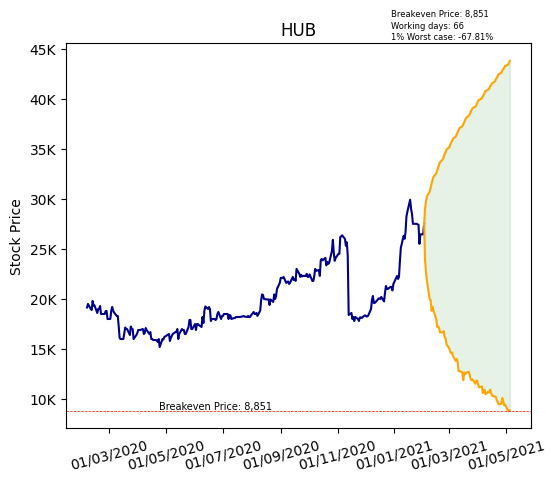 Breakeven Price: 8,851
Working days: 66
1% Worst case: -67.81%
HUB
45K
40K
35K
30K
25K
20K
15K
10K
Stock Price
Breakeven Price: 8,851
01/03/2020
01/05/2020
01/07/2020
01/09/2020
01/11/2020
01/01/2021
01/03/2021
01/05/2021